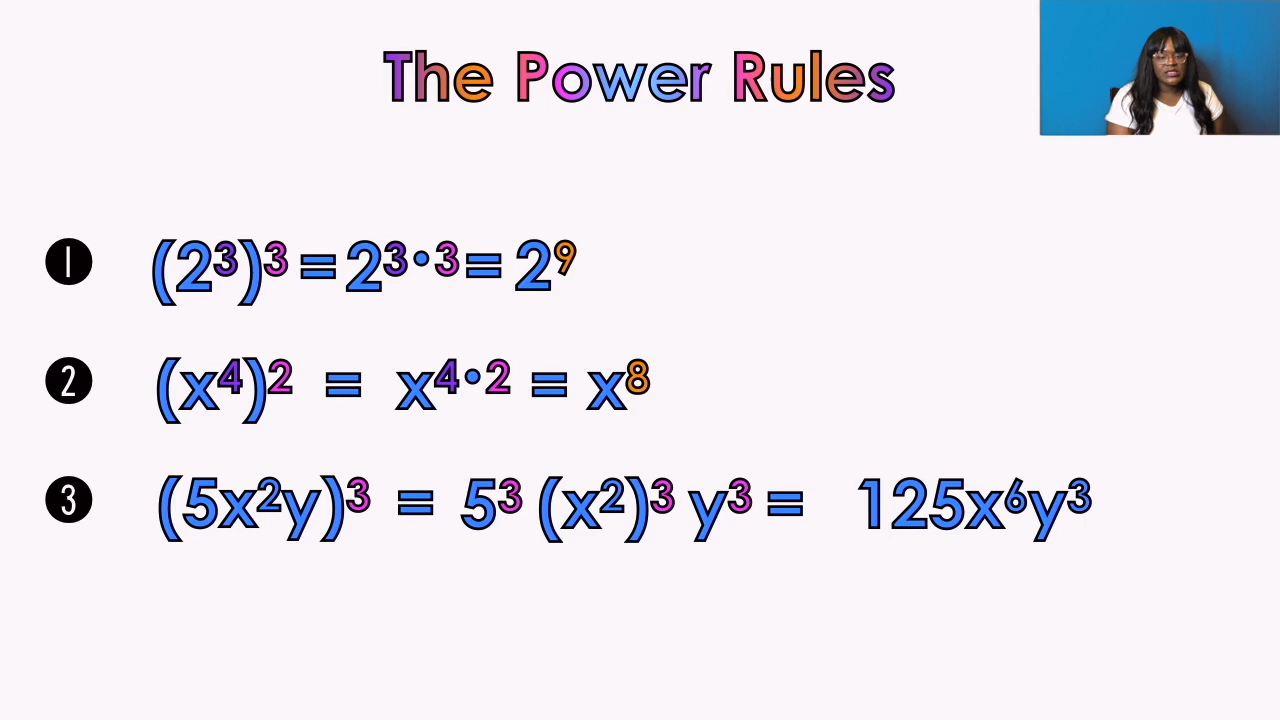 The Power Rules
1 (2³)³ = 2³·³ = 2⁹
2 (x⁴)² = x⁴·² = x⁸
3 (5x²y)³ = 5³ (x²)³ y³ = 125x⁶y³